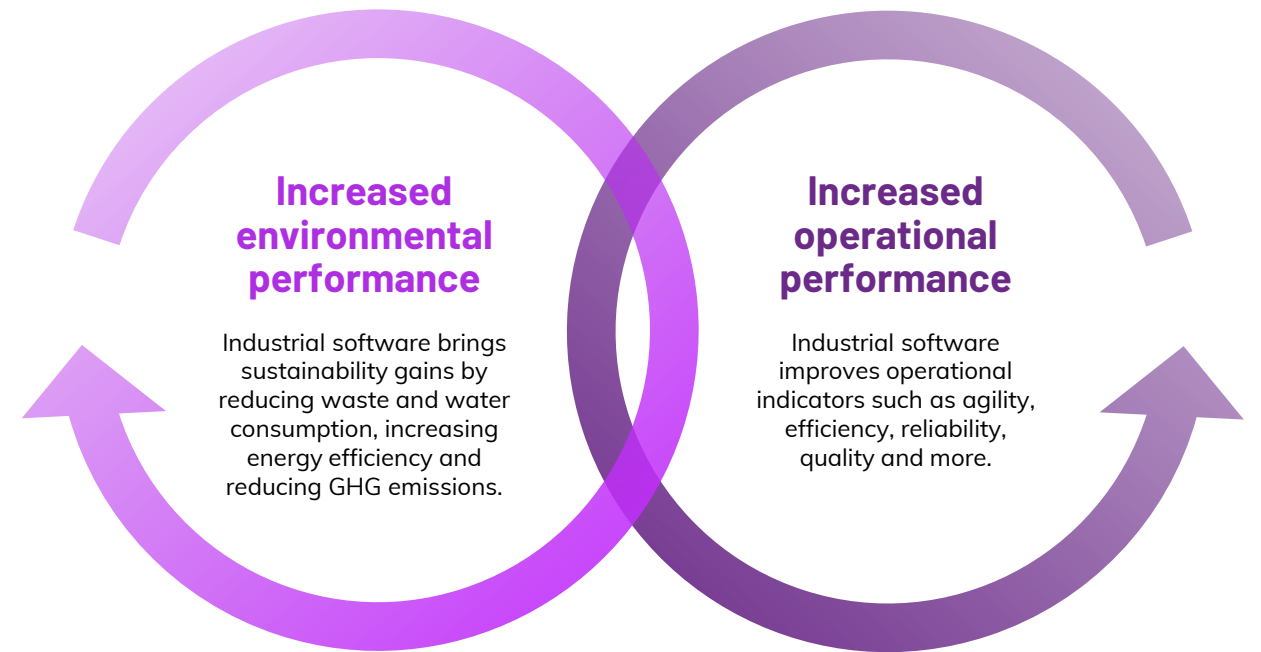 Increased
environmental
performance
Industrial software brings
sustainability gains by
reducing waste and water
consumption, increasing
energy efficiency and
reducing GHG emissions.
Increased
operational
performance
Industrial software
improves operational
indicators such as agility,
efficiency, reliability,
quality and more.